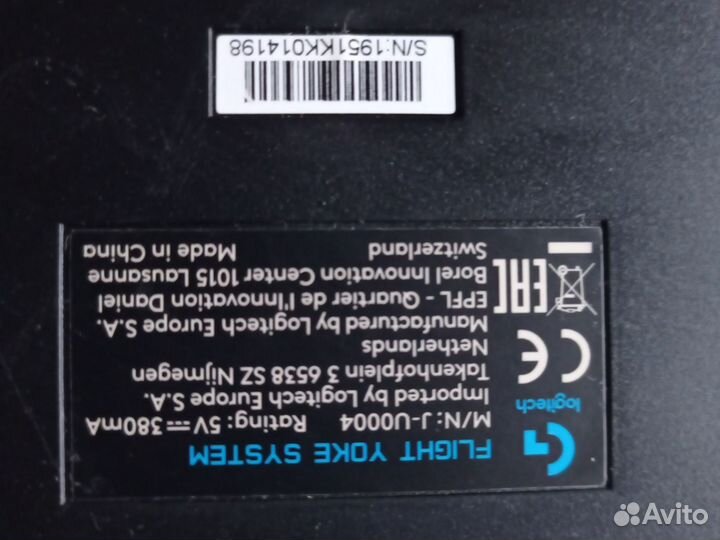 FLIGHT YOKE SYSTEM
M/N: J-U0004 Rating: 5V⎓380mA
Imported by Logitech Europe S.A.
Takenhofplein 3 6538 SZ Nijmegen
Netherlands
Manufactured by Logitech Europe S.A.
EPFL - Quartier de l'Innovation Daniel
Borel Innovation Center 1015 Lausanne
Switzerland Made in China
G
logitech
CE
EAC
S/N:1951KK014198
Avito